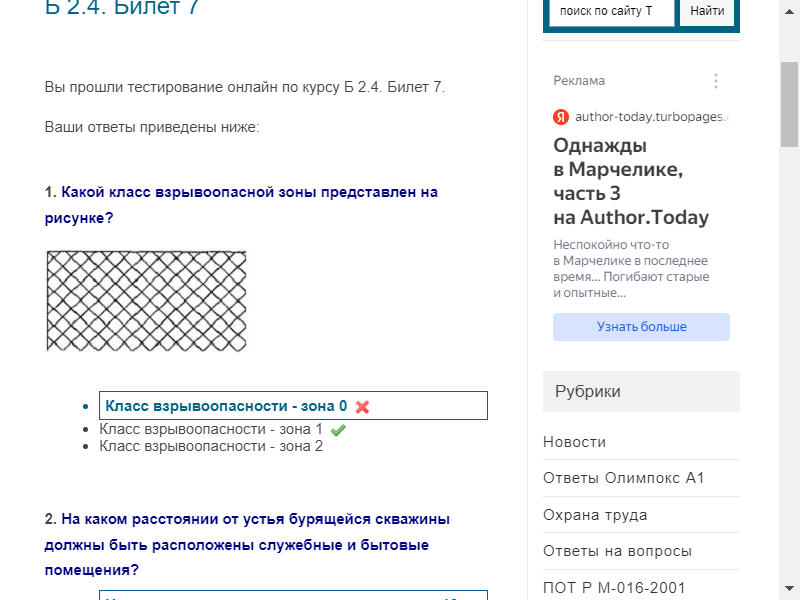 Б 2.4. Билет 7
поиск по сайту Т
Найти
Вы прошли тестирование онлайн по курсу Б 2.4. Билет 7.
Ваши ответы приведены ниже:
1. Какой класс взрывоопасной зоны представлен на
рисунке?
Класс взрывоопасности - зона 0
Класс взрывоопасности - зона 1
Класс взрывоопасности - зона 2
2. На каком расстоянии от устья бурящейся скважины
должны быть расположены служебные и бытовые
помещения?
Реклама
Я author-today.turbopages.
Однажды
в Марчелике,
часть 3
на Author.Today
Неспокойно что-то
в Марчелике в последнее
время... Погибают старые
и опытные...
Узнать больше
Рубрики
Новости
Ответы Олимпокс А1
Охрана труда
Ответы на вопросы
ПОТ Р М-016-2001